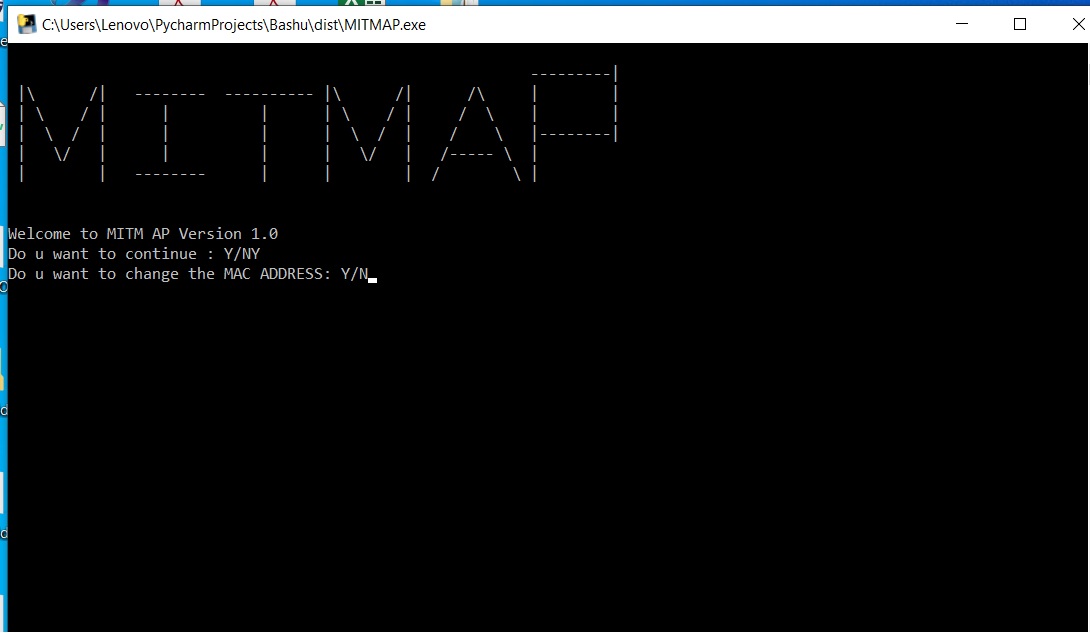 C:\Users\Lenovo\PycharmProjects\Bashu\dist\MITMAP.exe
MITMAP
Welcome to MITM AP Version 1.0
Do u want to continue : Y/NY
Do u want to change the MAC ADDRESS: Y/N